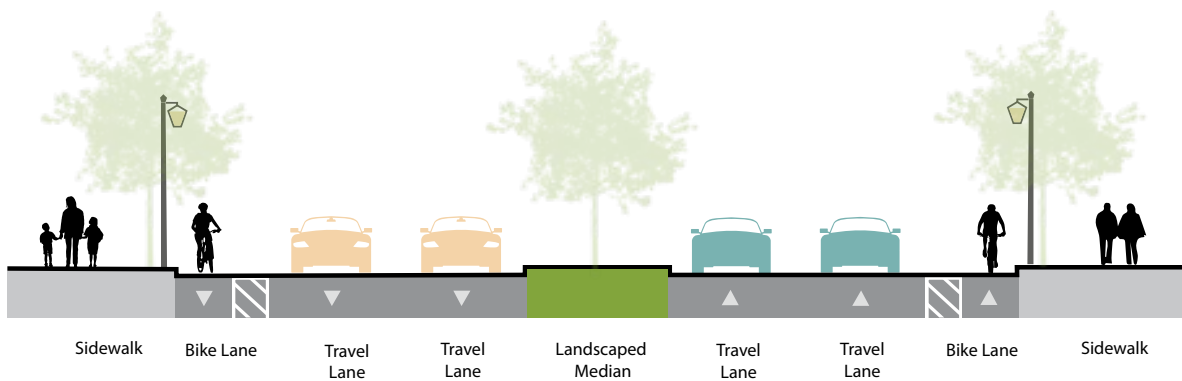 Sidewalk
Bike Lane
Travel
Lane
Travel
Lane
Landscaped
Median
Travel
Lane
Travel
Lane
Bike Lane
Sidewalk